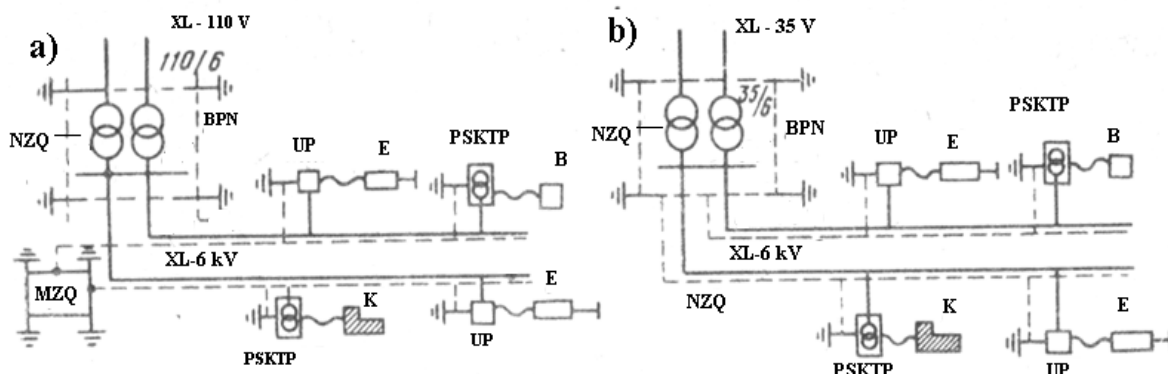 a)
XL - 110 V
110/6
NZQ
BPN
UP
E
PSKTP
B
XL-6 kV
MZQ
E
K
PSKTP
UP
b)
XL - 35 V
35/6
NZQ
BPN
UP
E
PSKTP
B
XL-6 kV
NZQ
K
E
PSKTP
UP